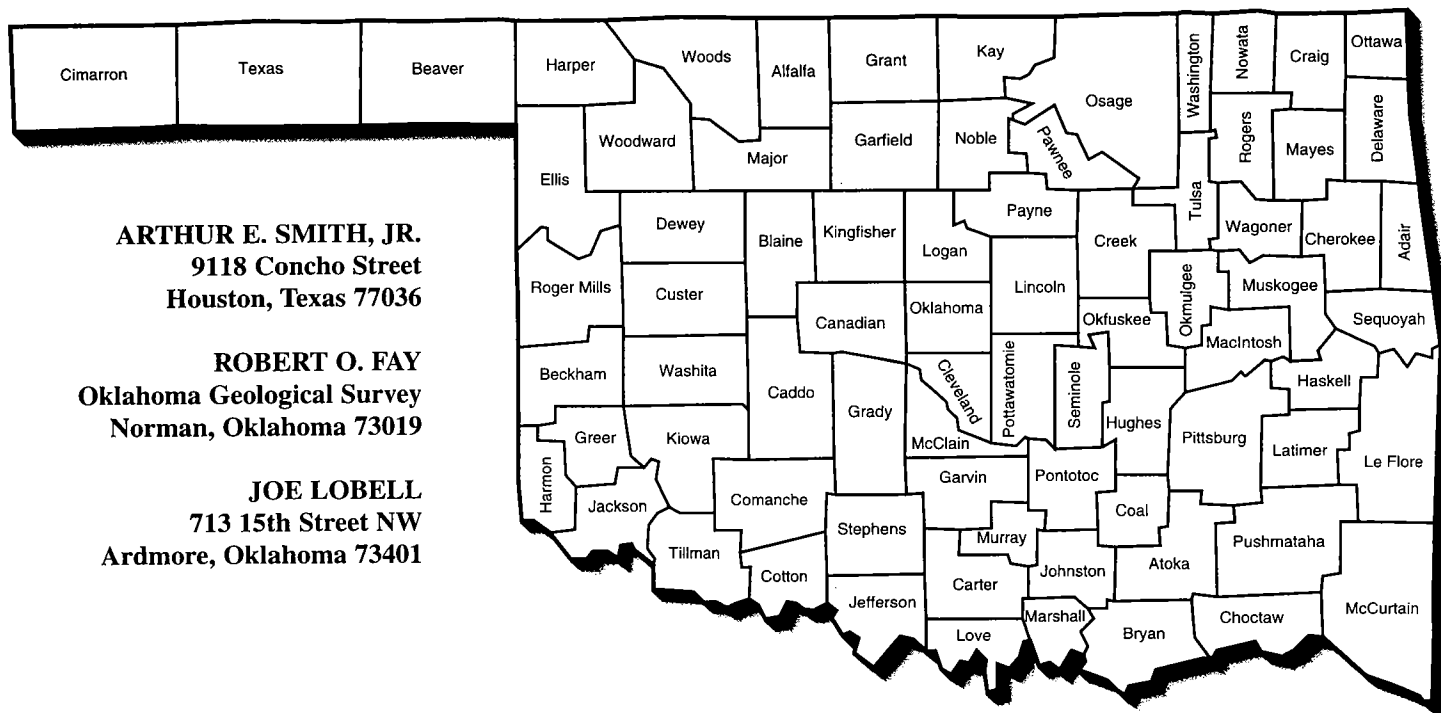 Cimarron
Texas
Beaver
Harper
Woods
Alfalfa
Grant
Kay
Osage
Washington
Nowata
Craig
Ottawa
Woodward
Major
Garfield
Noble
Pawnee
Rogers
Mayes
Delaware
Ellis
Tulsa
Dewey
Blaine
Kingfisher
Logan
Payne
Creek
Wagoner
Cherokee
Adair
Roger Mills
Custer
Canadian
Oklahoma
Lincoln
Okfuskee
Okmulgee
Muskogee
Sequoyah
MacIntosh
Beckham
Washita
Caddo
Grady
Cleveland
Pottawatomie
Seminole
Hughes
Haskell
Harmon
Greer
Kiowa
McClain
Pittsburg
Latimer
Le Flore
Jackson
Comanche
Garvin
Pontotoc
Coal
Tillman
Stephens
Murray
Pushmataha
Cotton
Carter
Johnston
Atoka
Jefferson
Love
Marshall
Bryan
Choctaw
McCurtain
ARTHUR E. SMITH, JR.
9118 Concho Street
Houston, Texas 77036
ROBERT O. FAY
Oklahoma Geological Survey
Norman, Oklahoma 73019
JOE LOBELL
713 15th Street NW
Ardmore, Oklahoma 73401